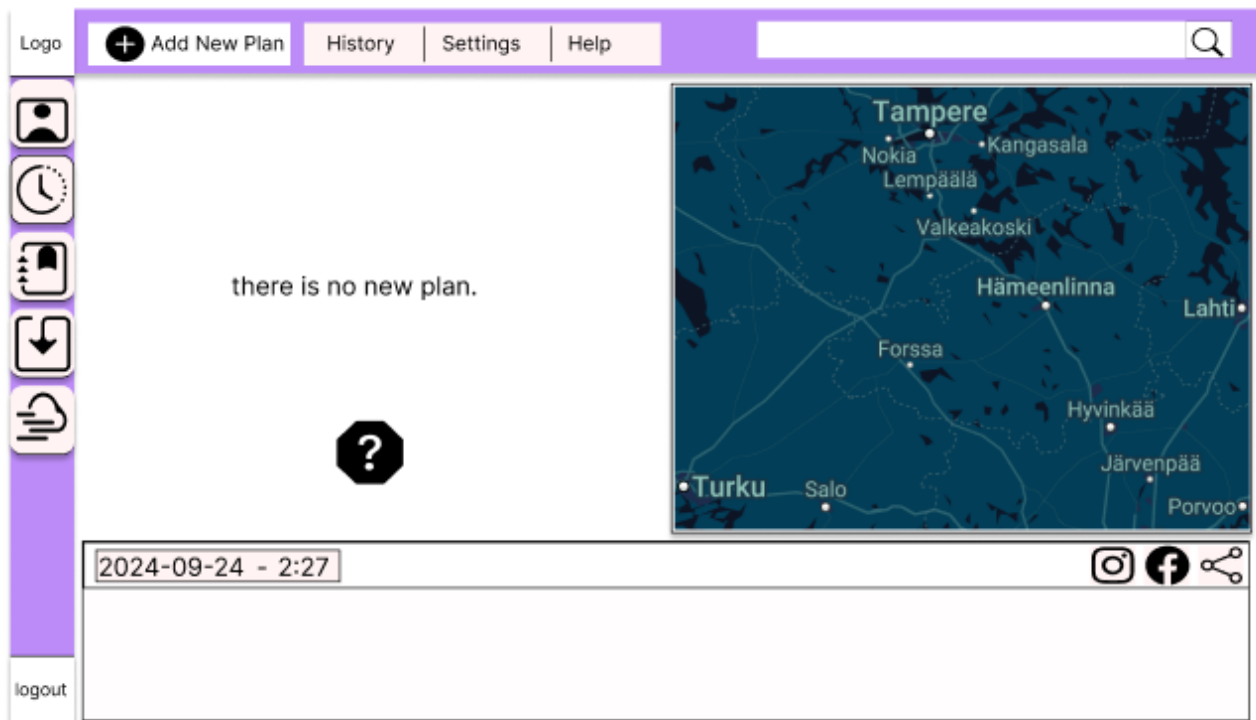 Logo
Add New Plan
History
Settings
Help
there is no new plan.
?
Tampere
Nokia
Kangasala
Lempäälä
Valkeakoski
Hämeenlinna
Lahti
Forssa
Hyvinkää
Järvenpää
Turku
Salo
Porvoo
2024-09-24 - 2:27
logout